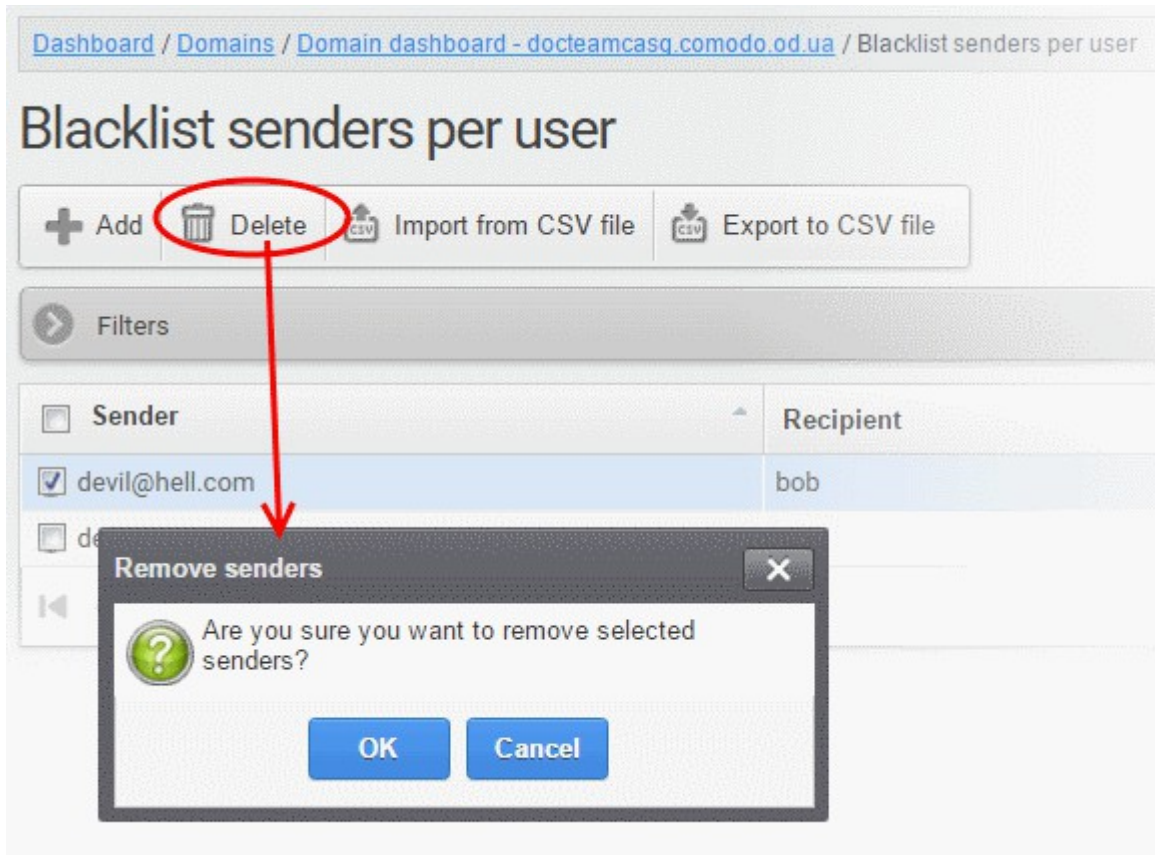 Dashboard / Domains / Domain dashboard - docteamcasg.comodo.od.ua / Blacklist senders per user
Blacklist senders per user
Add Delete Import from CSV file Export to CSV file
Filters
Sender Recipient
devil@hell.com bob
de
Remove senders
Are you sure you want to remove selected
senders?
OK Cancel